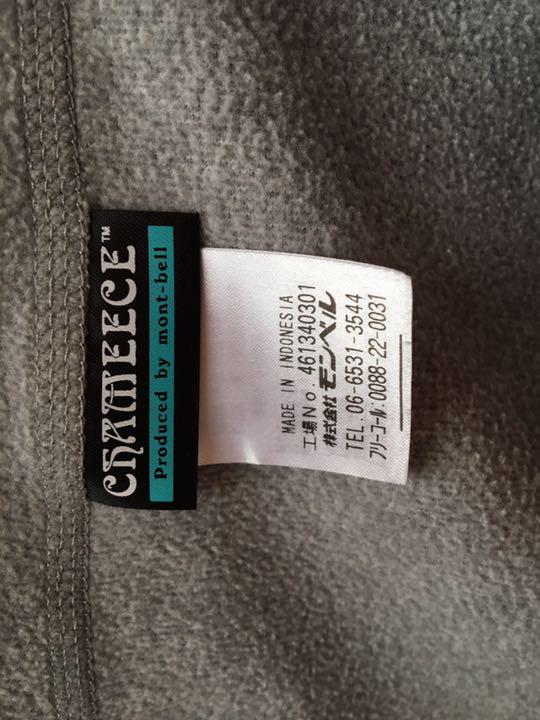 CHAMEECE™
Produced by mont-bell
MADE IN INDONESIA
工場No. 461340301
株式会社 モンベル
TEL. 06-6531-3544
フリーコール: 0088-22-0031